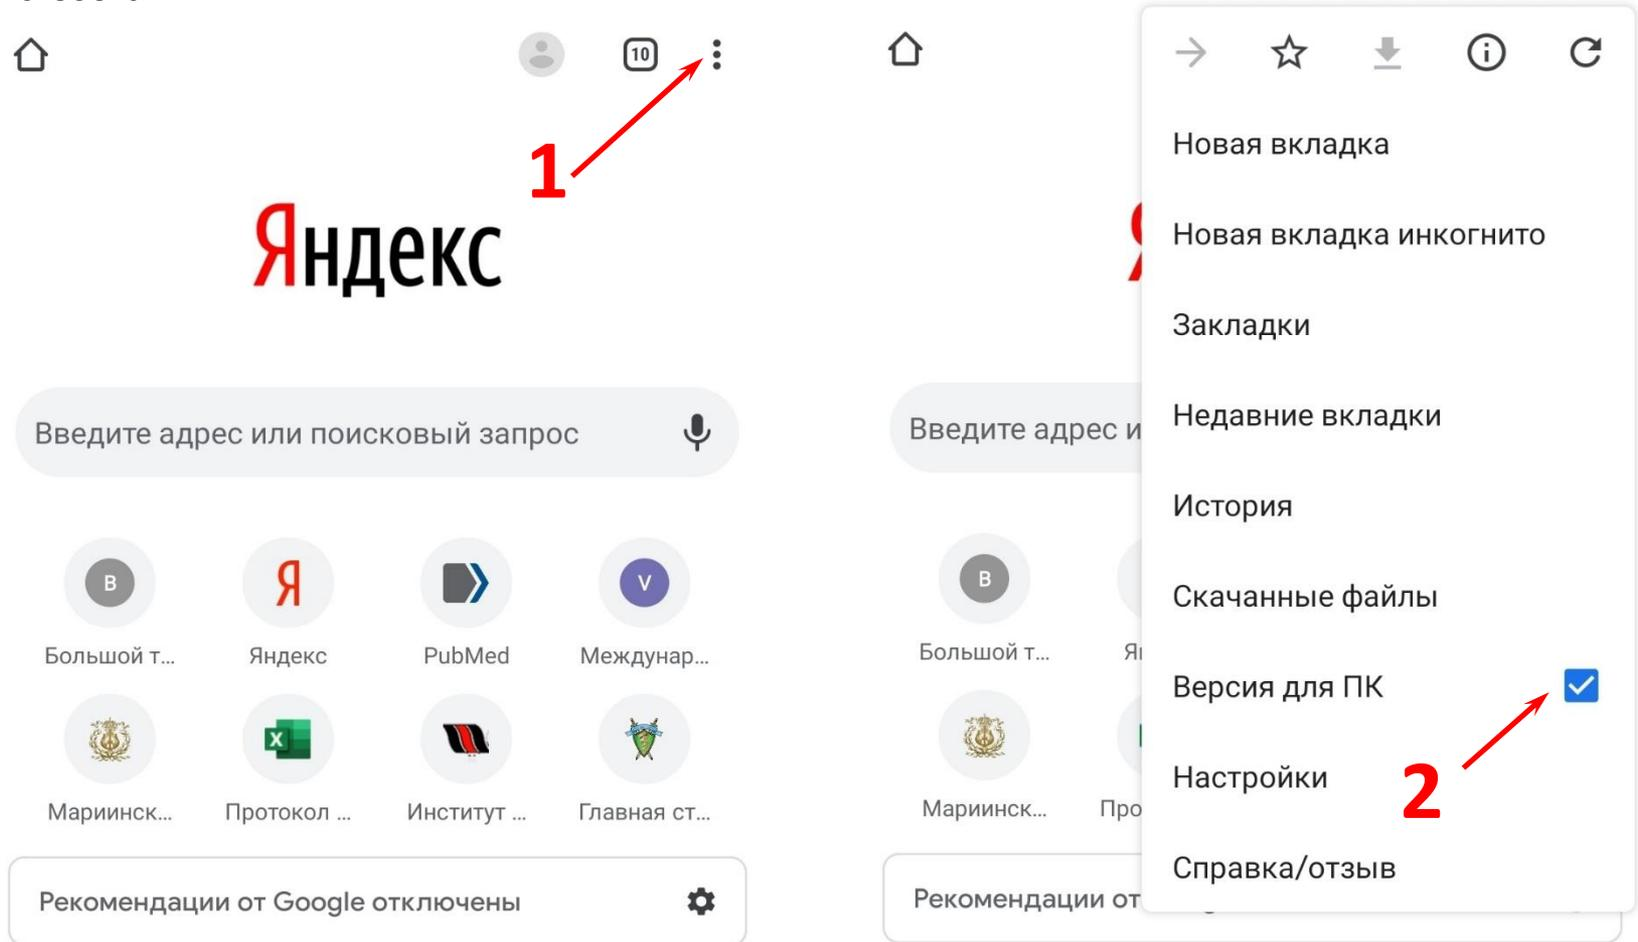 10
1
Яндекс
Введите адрес или поисковый запрос
B
Я
V
Большой т...
Яндекс
PubMed
Междунар...
X
Мариинск...
Протокол ...
Институт ...
Главная ст...
Рекомендации от Google отключены
Новая вкладка
Новая вкладка инкогнито
Закладки
Недавние вкладки
История
Скачанные файлы
Версия для ПК
Настройки
2
Справка/отзыв
Введите адрес и
B
Большой т...
Мариинск...
Про
Рекомендации от